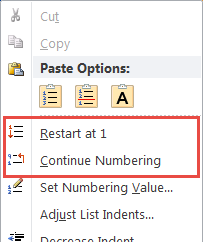 Cut
Copy
Paste Options:
A
Restart at 1
Continue Numbering
Set Numbering Value...
Adjust List Indents...
Decrease Indent